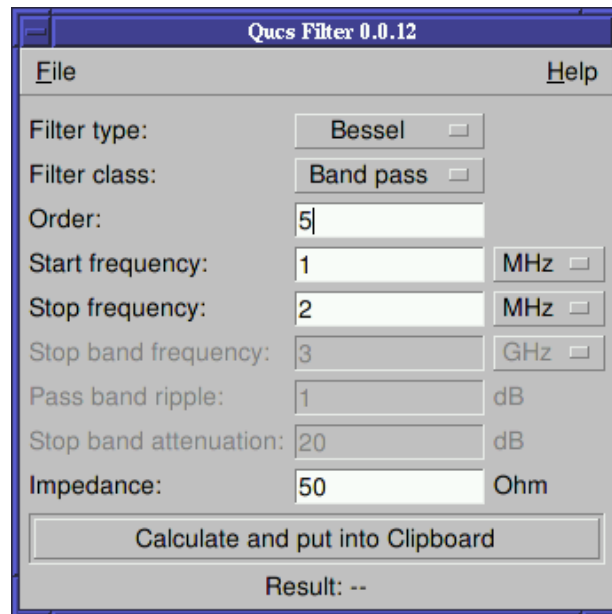 Qucs Filter 0.0.12
File Help
Filter type: Bessel
Filter class: Band pass
Order: 5
Start frequency: 1 MHz
Stop frequency: 2 MHz
Stop band frequency: 3 GHz
Pass band ripple: 1 dB
Stop band attenuation: 20 dB
Impedance: 50 Ohm
Calculate and put into Clipboard
Result: --